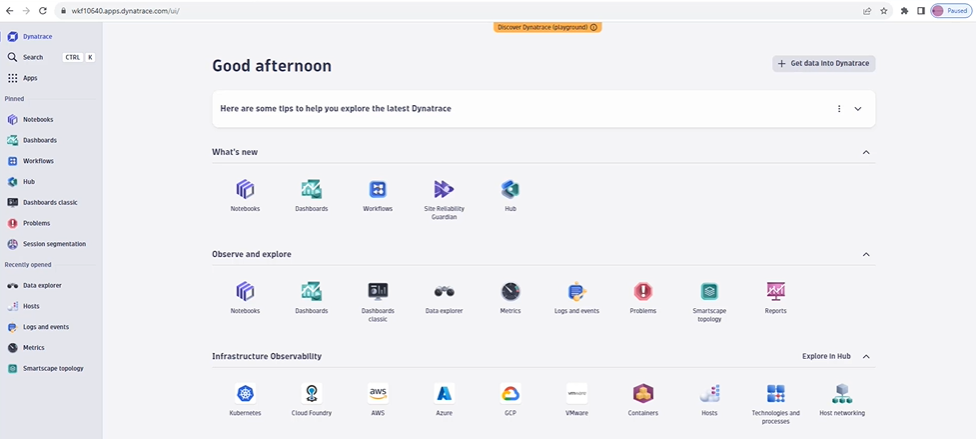 wkf10640.apps.dynatrace.com/ui/
Paused
Discover Dynatrace (playground)
Dynatrace
Search CTRL K
Apps
Pinned
Notebooks
Dashboards
Workflows
Hub
Dashboards classic
Problems
Session segmentation
Recently opened
Data explorer
Hosts
Logs and events
Metrics
Smartscape topology
Good afternoon
Get data into Dynatrace
Here are some tips to help you explore the latest Dynatrace
What's new
Notebooks
Dashboards
Workflows
Site Reliability
Guardian
Hub
Observe and explore
Notebooks
Dashboards
Dashboards
classic
Data explorer
Metrics
Logs and events
Problems
Smartscape
topology
Reports
Infrastructure Observability
Explore in Hub
Kubernetes
Cloud Foundry
aws
AWS
Azure
GCP
vmware
VMware
Containers
Hosts
Technologies and
processes
Host networking